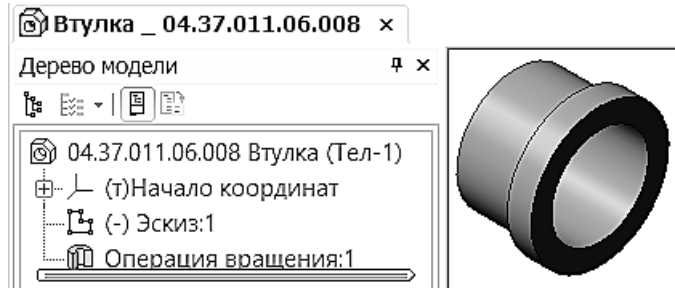 Втулка _ 04.37.011.06.008 ×
Дерево модели
04.37.011.06.008 Втулка (Тел-1)
(т)Начало координат
(-) Эскиз:1
Операция вращения:1